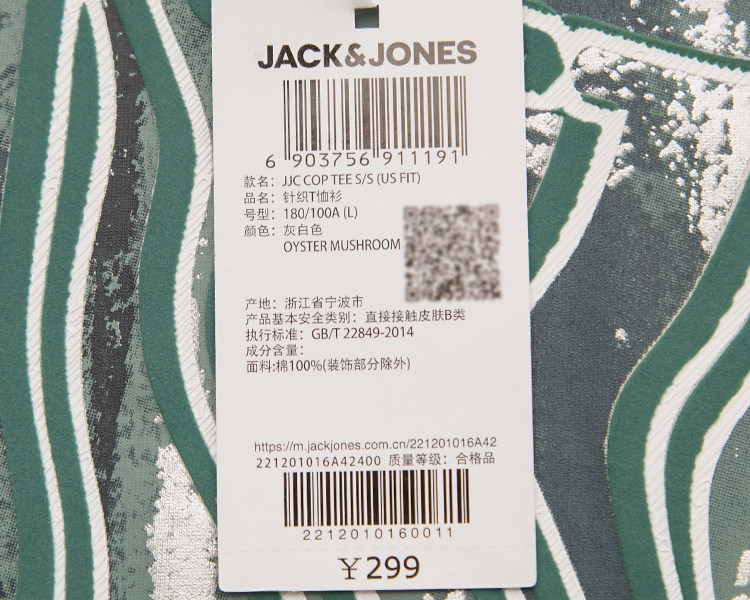 JACK&JONES
6 903756 911191
款名：JJC COP TEE S/S (US FIT)
品名：针织T恤衫
号型：180/100A (L)
颜色：灰白色
OYSTER MUSHROOM
产地：浙江省宁波市
产品基本安全类别：直接接触皮肤B类
执行标准：GB/T 22849-2014
成分含量：
面料:棉100%(装饰部分除外)
https://m.jackjones.com.cn/221201016A42
221201016A42400 质量等级：合格品
2212010160011
￥299